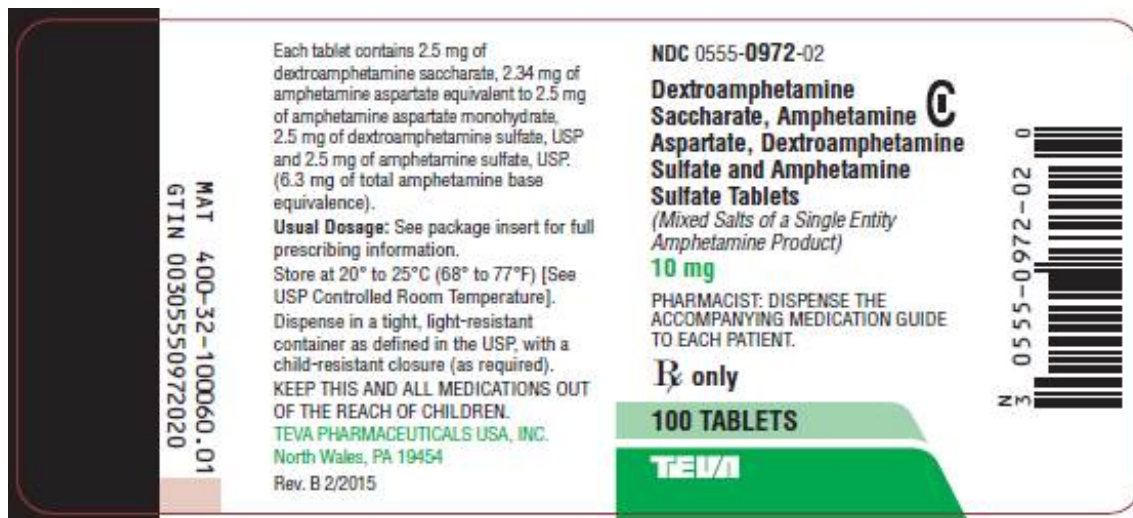 MAT 400-32-100060.01
GTIN 00305550972020
Each tablet contains 2.5 mg of
dextroamphetamine saccharate, 2.34 mg of
amphetamine aspartate equivalent to 2.5 mg
of amphetamine aspartate monohydrate,
2.5 mg of dextroamphetamine sulfate, USP
and 2.5 mg of amphetamine sulfate, USP.
(6.3 mg of total amphetamine base
equivalence).
Usual Dosage: See package insert for full
prescribing information.
Store at 20° to 25°C (68° to 77°F) [See
USP Controlled Room Temperature].
Dispense in a tight, light-resistant
container as defined in the USP, with a
child-resistant closure (as required).
KEEP THIS AND ALL MEDICATIONS OUT
OF THE REACH OF CHILDREN.
TEVA PHARMACEUTICALS USA, INC.
North Wales, PA 19454
Rev. B 2/2015
NDC 0555-0972-02
Dextroamphetamine
Saccharate, Amphetamine CII
Aspartate, Dextroamphetamine
Sulfate and Amphetamine
Sulfate Tablets
(Mixed Salts of a Single Entity
Amphetamine Product)
10 mg
PHARMACIST: DISPENSE THE
ACCOMPANYING MEDICATION GUIDE
TO EACH PATIENT.
℞ only
100 TABLETS
TEVA
N3 0555-0972-02 0